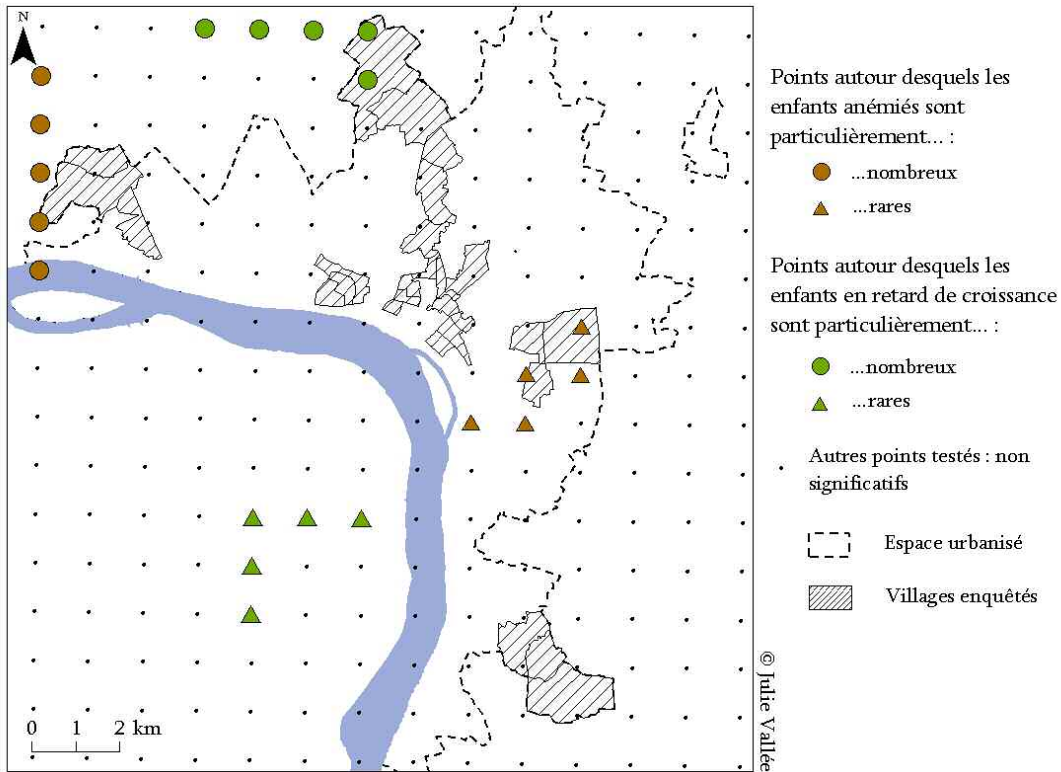 N
Points autour desquels les
enfants anémiés sont
particulièrement... :
...nombreux
...rares
Points autour desquels les
enfants en retard de croissance
sont particulièrement... :
...nombreux
...rares
Autres points testés : non
significatifs
Espace urbanisé
Villages enquêtés
© Julie Vallée
0 1 2 km